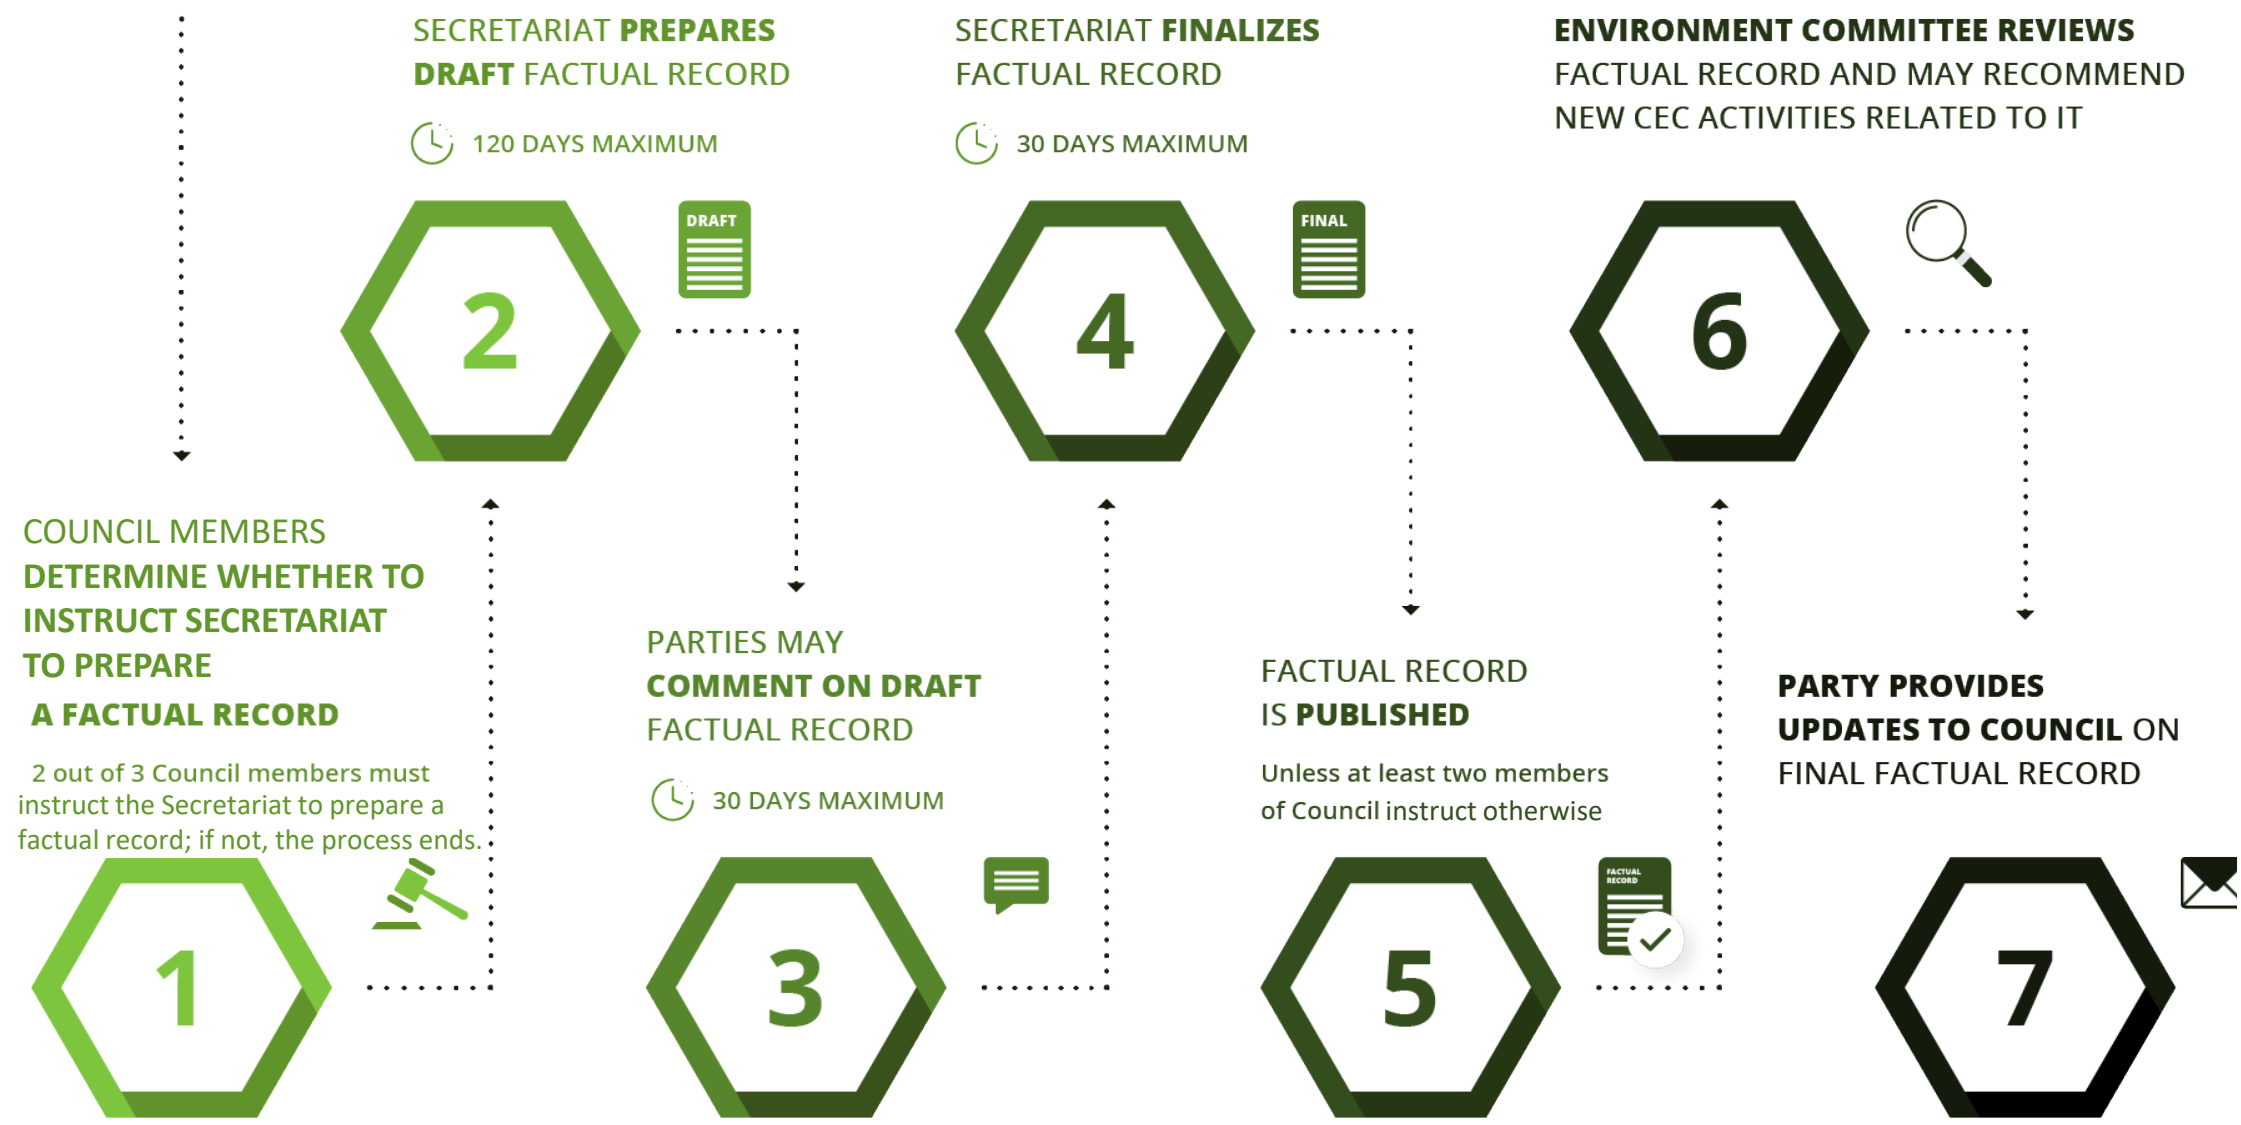 COUNCIL MEMBERS
DETERMINE WHETHER TO
INSTRUCT SECRETARIAT
TO PREPARE
A FACTUAL RECORD
2 out of 3 Council members must
instruct the Secretariat to prepare a
factual record; if not, the process ends.
1
SECRETARIAT PREPARES
DRAFT FACTUAL RECORD
120 DAYS MAXIMUM
DRAFT
2
PARTIES MAY
COMMENT ON DRAFT
FACTUAL RECORD
30 DAYS MAXIMUM
3
SECRETARIAT FINALIZES
FACTUAL RECORD
30 DAYS MAXIMUM
FINAL
4
FACTUAL RECORD
IS PUBLISHED
Unless at least two members
of Council instruct otherwise
FACTUAL
RECORD
5
ENVIRONMENT COMMITTEE REVIEWS
FACTUAL RECORD AND MAY RECOMMEND
NEW CEC ACTIVITIES RELATED TO IT
6
PARTY PROVIDES
UPDATES TO COUNCIL ON
FINAL FACTUAL RECORD
7